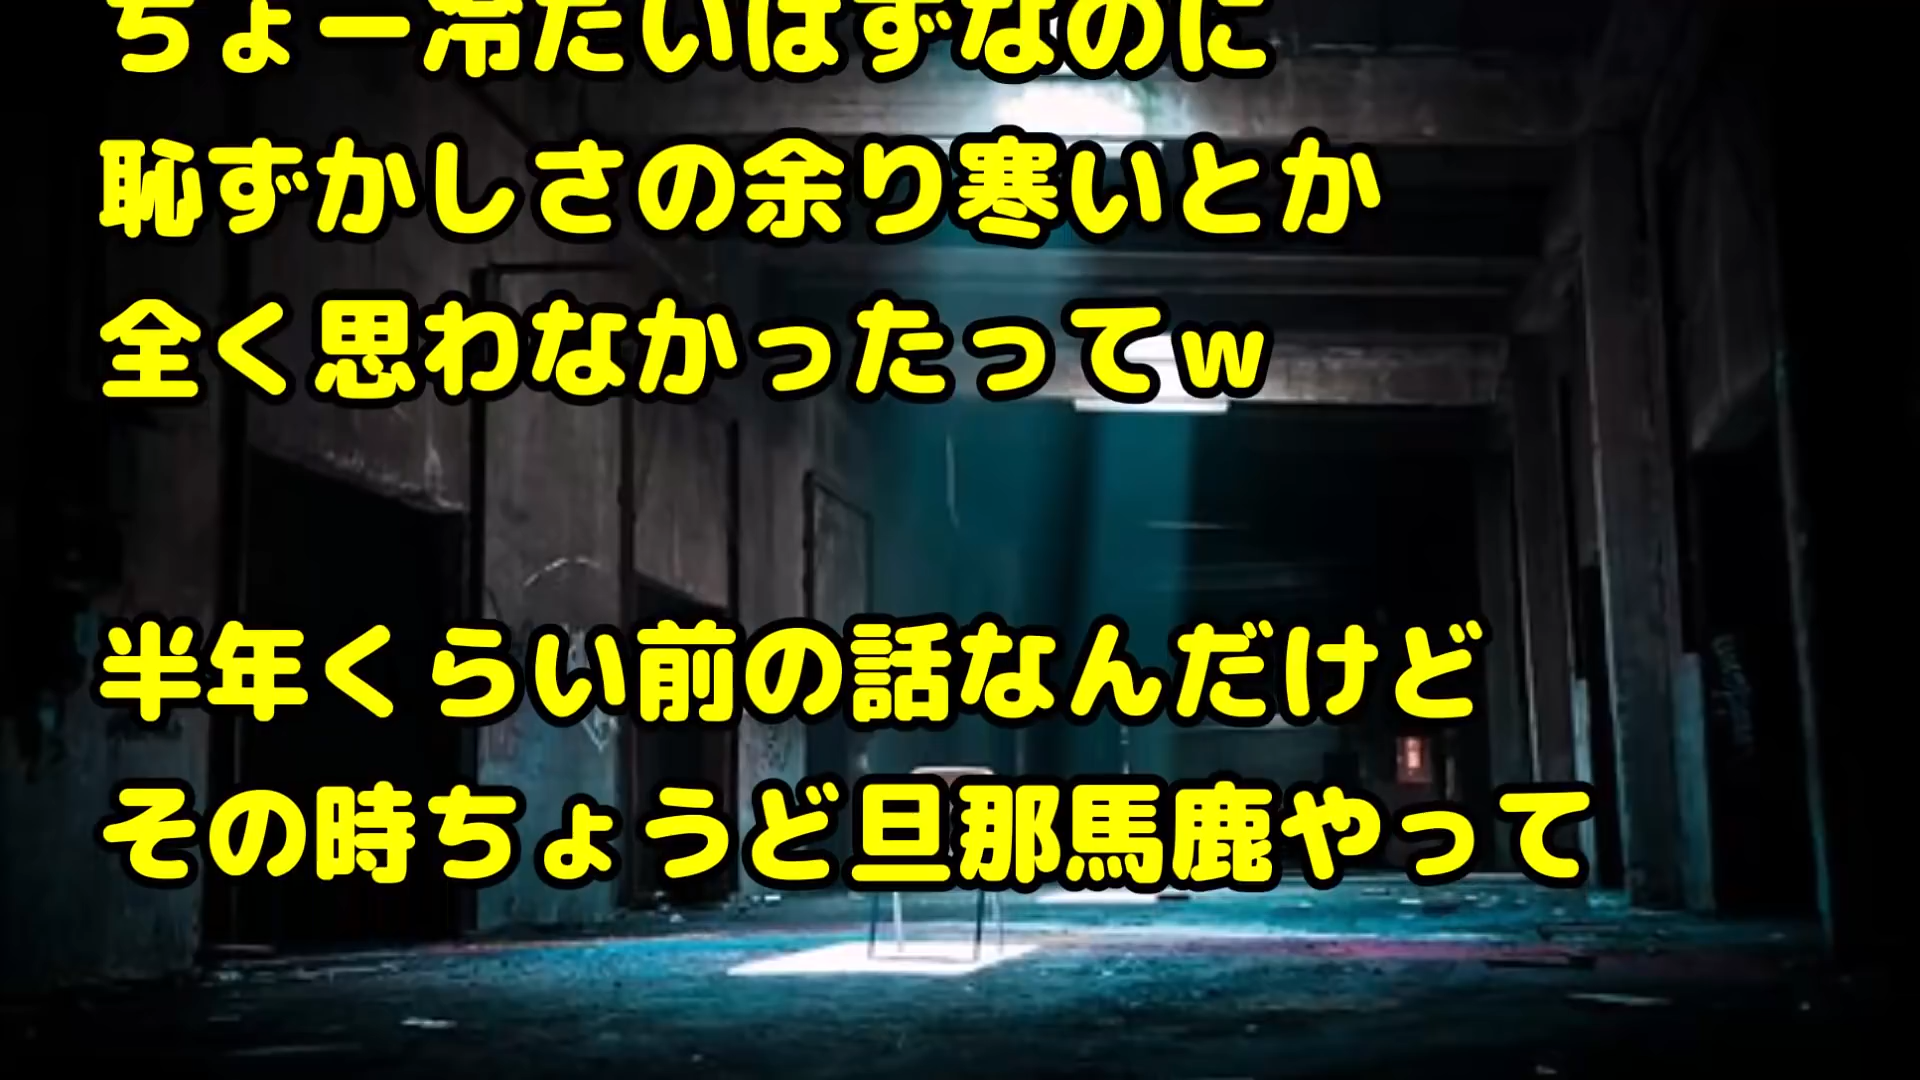 ちょー冷たいはずなのに
恥ずかしさの余り寒いとか
全く思わなかったってw
半年くらい前の話なんだけど
その時ちょうど旦那馬鹿やって